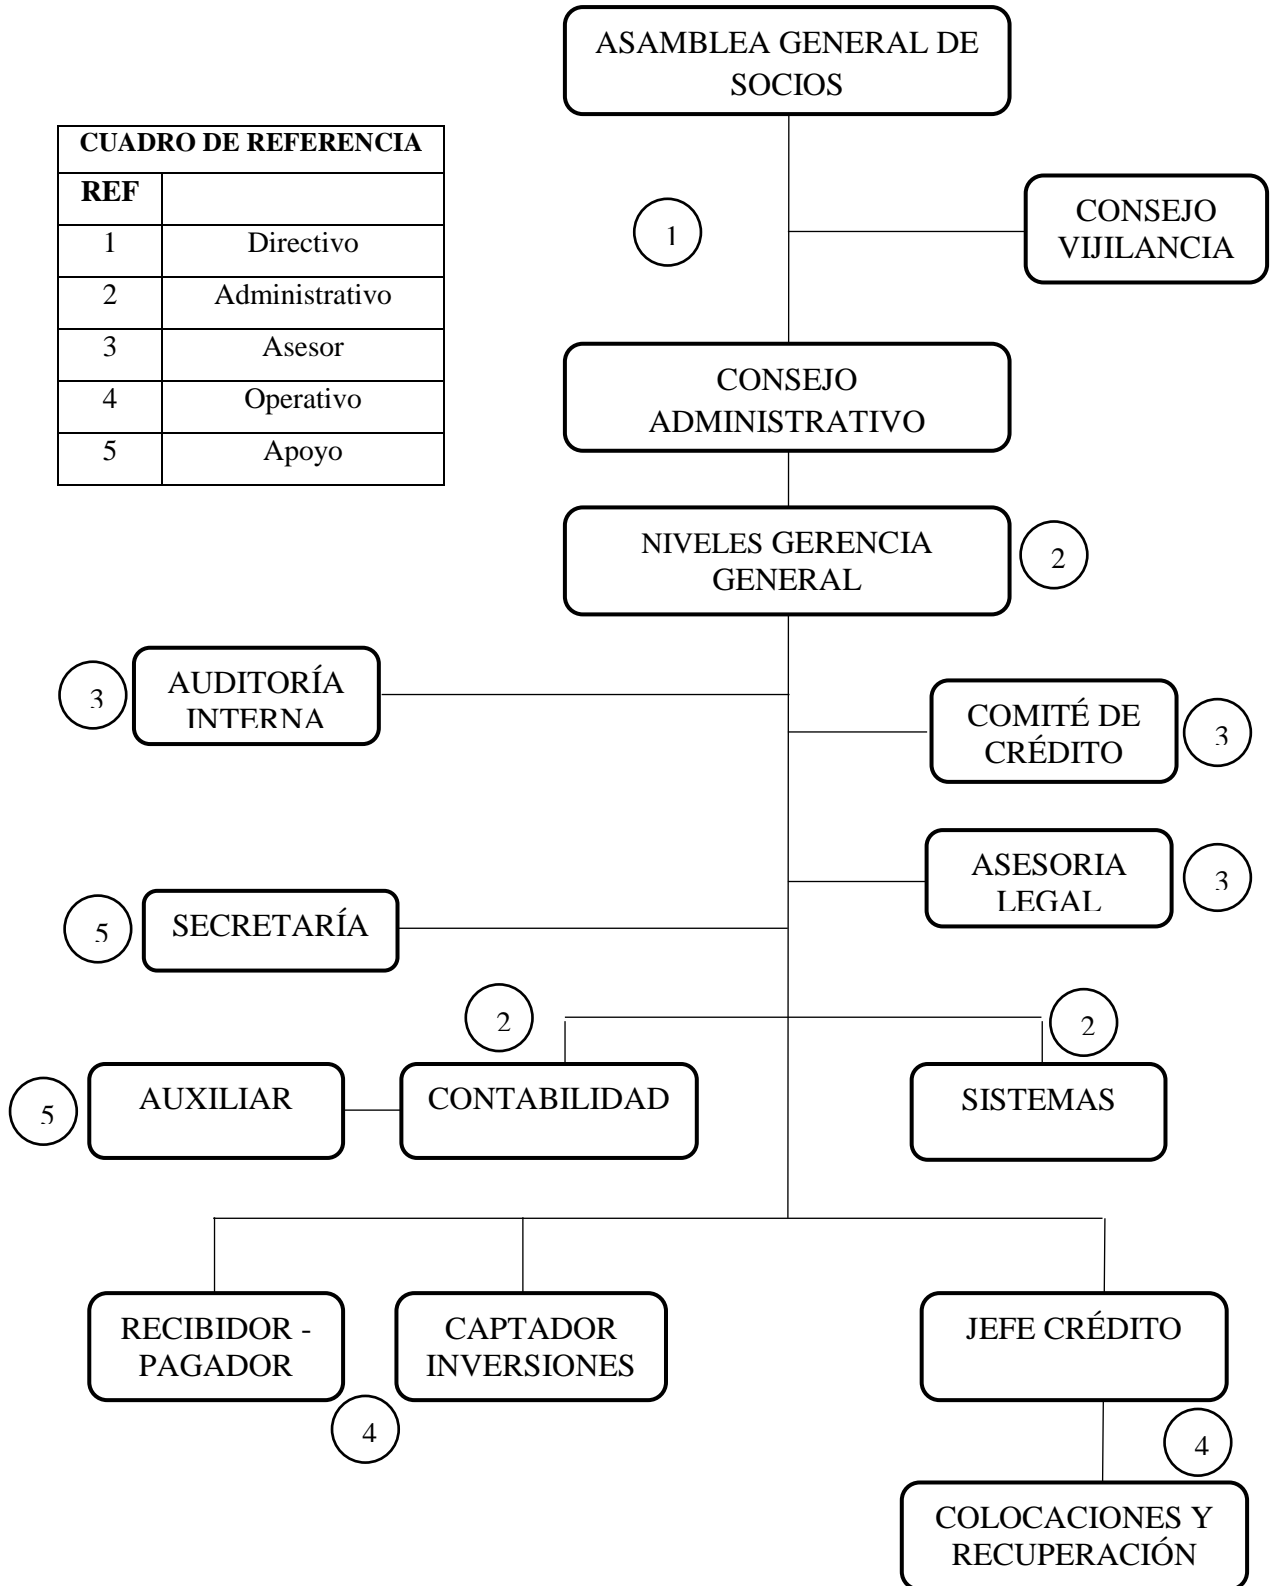 ASAMBLEA GENERAL DE
SOCIOS
CUADRO DE REFERENCIA
REF
1 Directivo
2 Administrativo
3 Asesor
4 Operativo
5 Apoyo
1
CONSEJO
VIJILANCIA
CONSEJO
ADMINISTRATIVO
NIVELES GERENCIA
GENERAL
2
3
AUDITORÍA
INTERNA
COMITÉ DE
CRÉDITO
3
ASESORIA
LEGAL
3
5
SECRETARÍA
2
2
5
AUXILIAR
CONTABILIDAD
SISTEMAS
RECIBIDOR -
PAGADOR
CAPTADOR
INVERSIONES
JEFE CRÉDITO
4
4
COLOCACIONES Y
RECUPERACIÓN